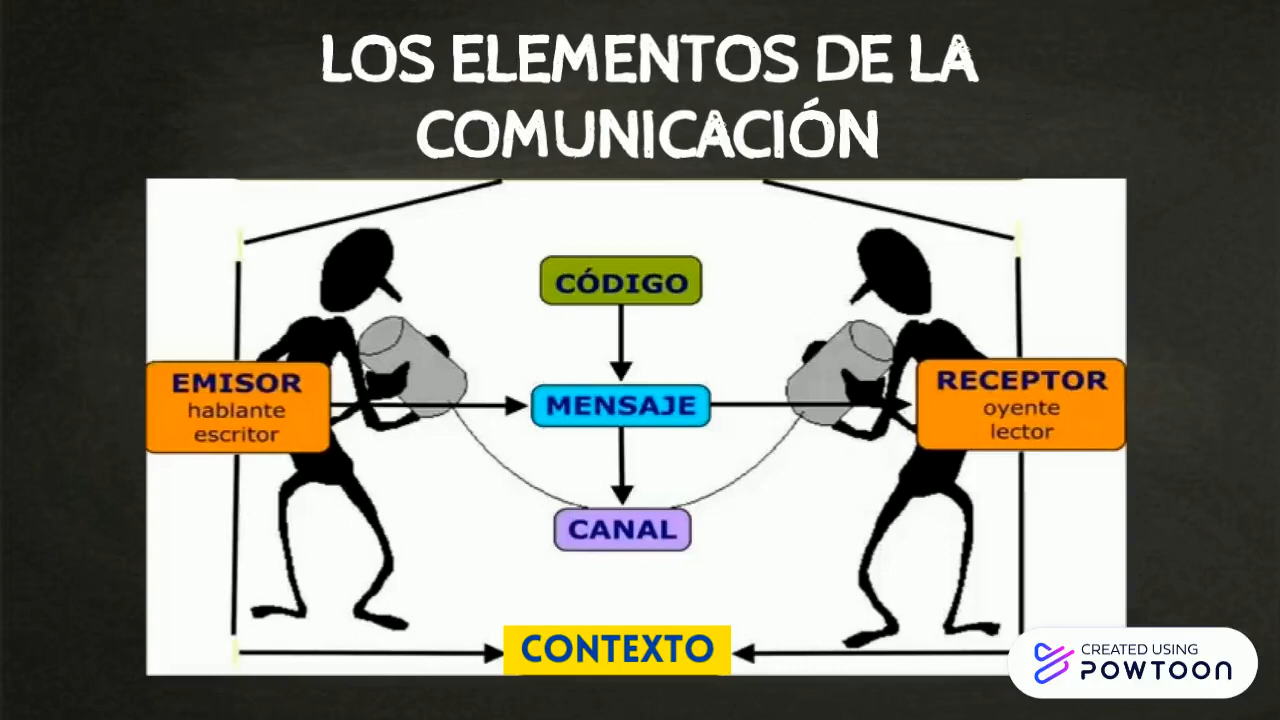 LOS ELEMENTOS DE LA
COMUNICACIÓN
CÓDIGO
EMISOR
hablante
escritor
MENSAJE
RECEPTOR
oyente
lector
CANAL
CONTEXTO
CREATED USING
POWTOON